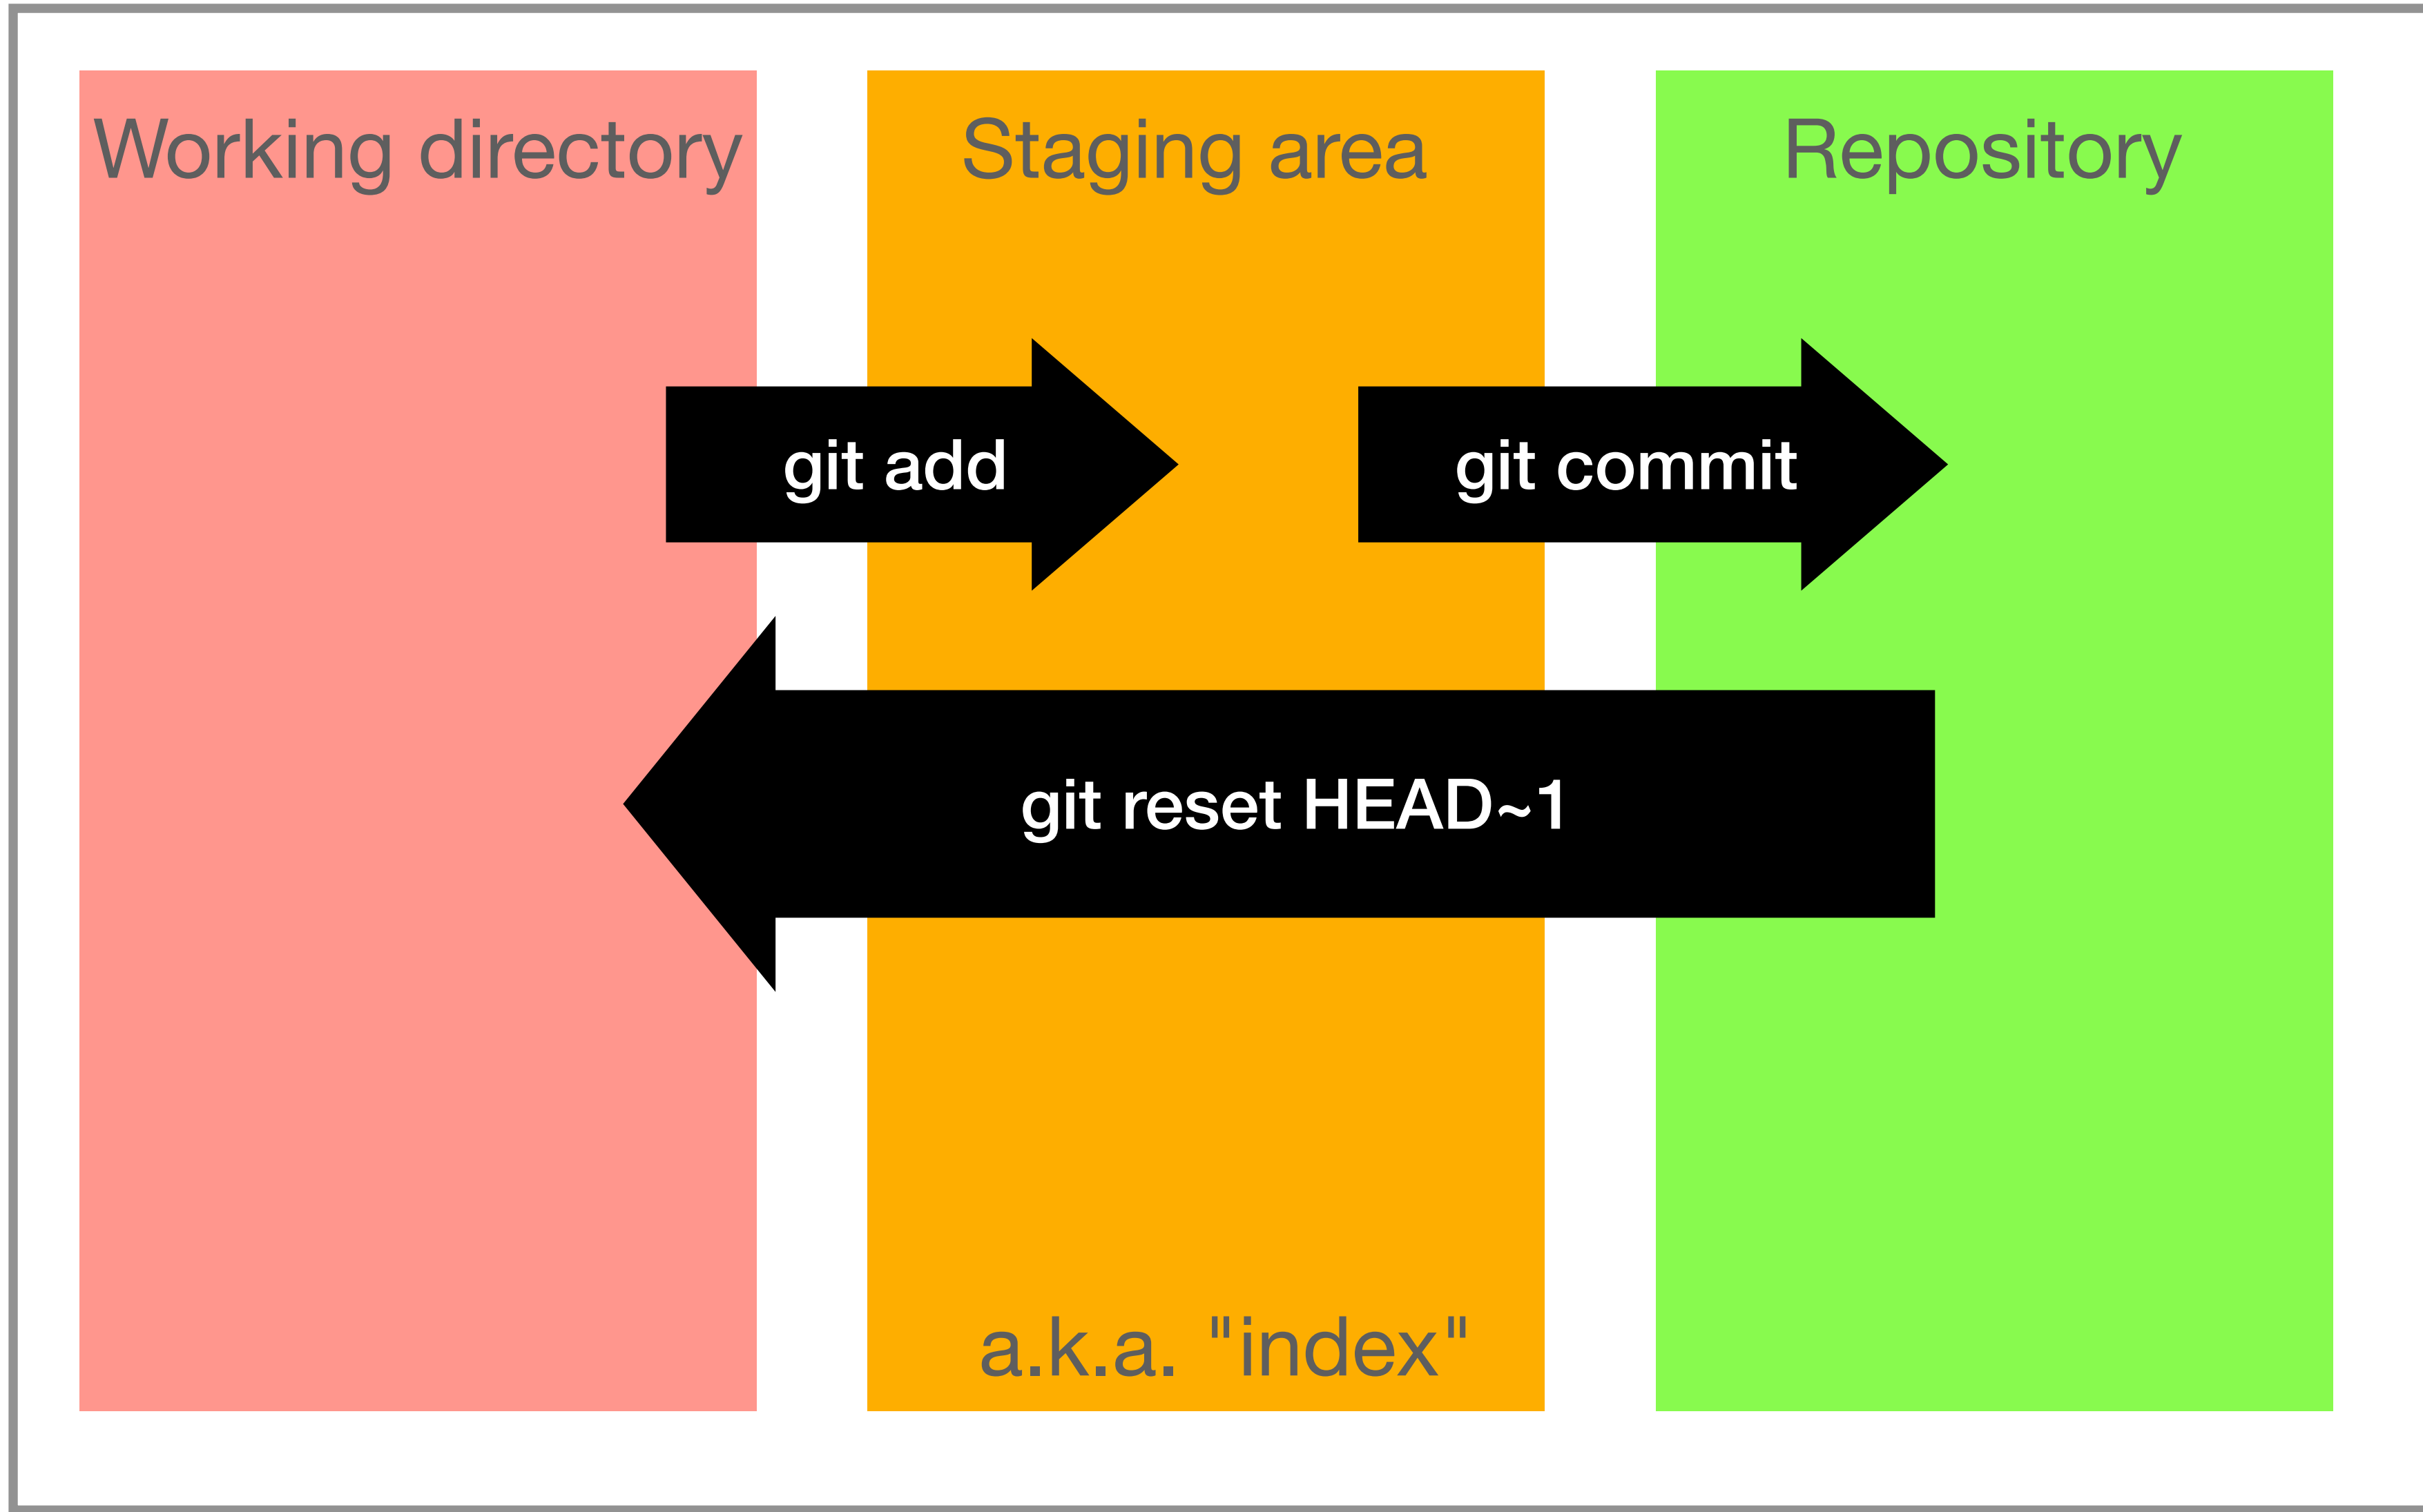 Working directory
Staging area
Repository
git add
git commit
git reset HEAD~1
a.k.a. "index"